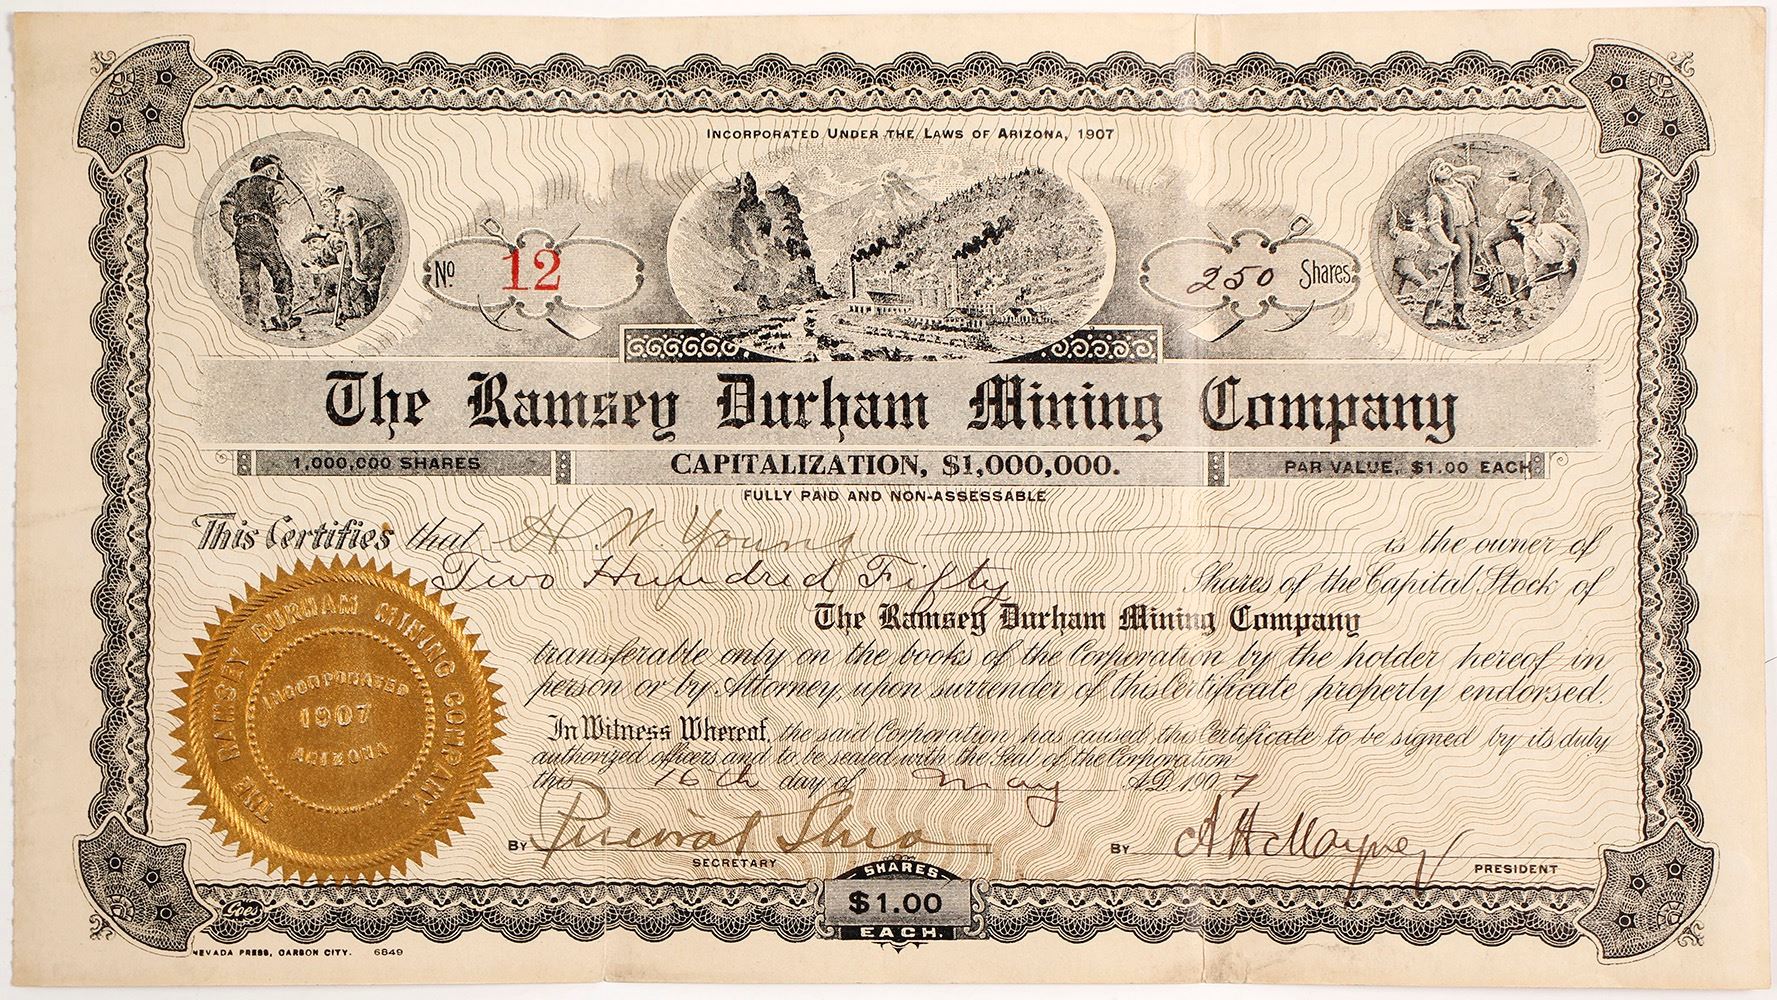 INCORPORATED UNDER THE LAWS OF ARIZONA, 1907
No. 12
250 Shares
The Ramsey Durham Mining Company
1,000,000 SHARES
CAPITALIZATION, $1,000,000.
PAR VALUE, $1.00 EACH
FULLY PAID AND NON-ASSESSABLE
This Certifies that H. W Young is the owner of
Two Hundred Fifty Shares of the Capital Stock of
The Ramsey Durham Mining Company
transferable only on the books of the Corporation by the holder hereof in
person or by Attorney, upon surrender of this Certificate properly endorsed.
In Witness Whereof, the said Corporation has caused this Certificate to be signed by its duly
authorized officers and to be sealed with the Seal of the Corporation
this 16th day of May A.D. 1907
BY Percival
SECRETARY
BY
PRESIDENT
THE RAMSEY DURHAM MINING COMPANY.
INCORPORATED
1907
ARIZONA
SHARES
$1.00
EACH.
Goes
NEVADA PRESS, CARSON CITY. 6849